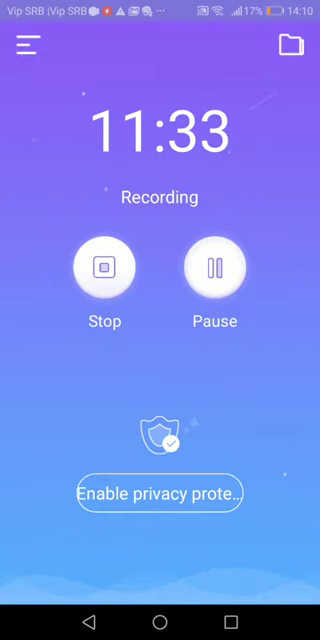 Vip SRB |Vip SRB ... 17% 14:10
11:33
Recording
Stop
Pause
Enable privacy prote...